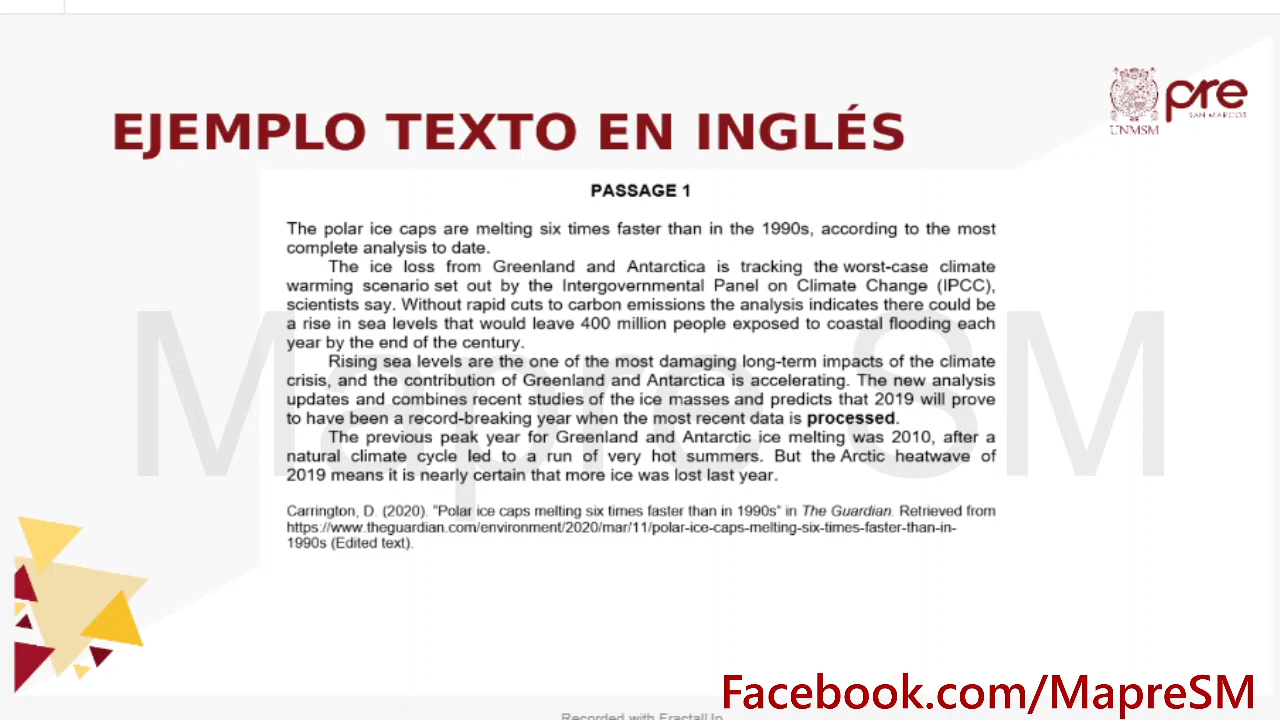 UNMSM
pre
SAN MARCOS
EJEMPLO TEXTO EN INGLÉS
PASSAGE 1
The polar ice caps are melting six times faster than in the 1990s, according to the most
complete analysis to date.
The ice loss from Greenland and Antarctica is tracking the worst-case climate
warming scenario set out by the Intergovernmental Panel on Climate Change (IPCC),
scientists say. Without rapid cuts to carbon emissions the analysis indicates there could be
a rise in sea levels that would leave 400 million people exposed to coastal flooding each
year by the end of the century.
Rising sea levels are the one of the most damaging long-term impacts of the climate
crisis, and the contribution of Greenland and Antarctica is accelerating. The new analysis
updates and combines recent studies of the ice masses and predicts that 2019 will prove
to have been a record-breaking year when the most recent data is processed.
The previous peak year for Greenland and Antarctic ice melting was 2010, after a
natural climate cycle led to a run of very hot summers. But the Arctic heatwave of
2019 means it is nearly certain that more ice was lost last year.
Carrington, D. (2020). "Polar ice caps melting six times faster than in 1990s" in The Guardian. Retrieved from
https://www.theguardian.com/environment/2020/mar/11/polar-ice-caps-melting-six-times-faster-than-in-
1990s (Edited text).
Mapre SM
Facebook.com/MapreSM
Recorded with FractalUp